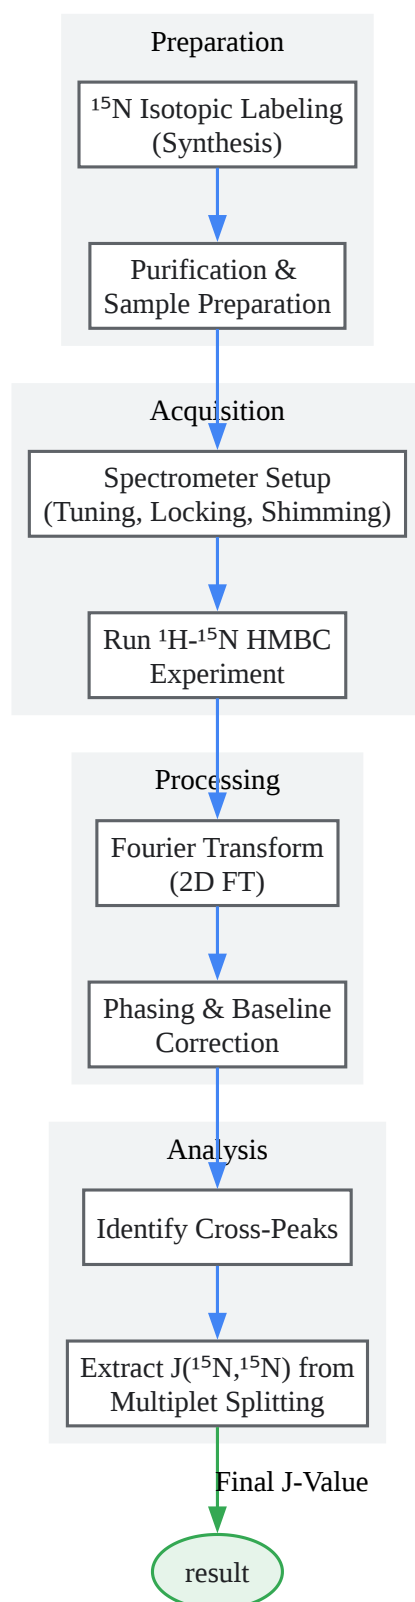 Preparation
¹⁵N Isotopic Labeling
(Synthesis)
Purification &
Sample Preparation
Acquisition
Spectrometer Setup
(Tuning, Locking, Shimming)
Run ¹H-¹⁵N HMBC
Experiment
Processing
Fourier Transform
(2D FT)
Phasing & Baseline
Correction
Analysis
Identify Cross-Peaks
Extract J(¹⁵N,¹⁵N) from
Multiplet Splitting
Final J-Value
result